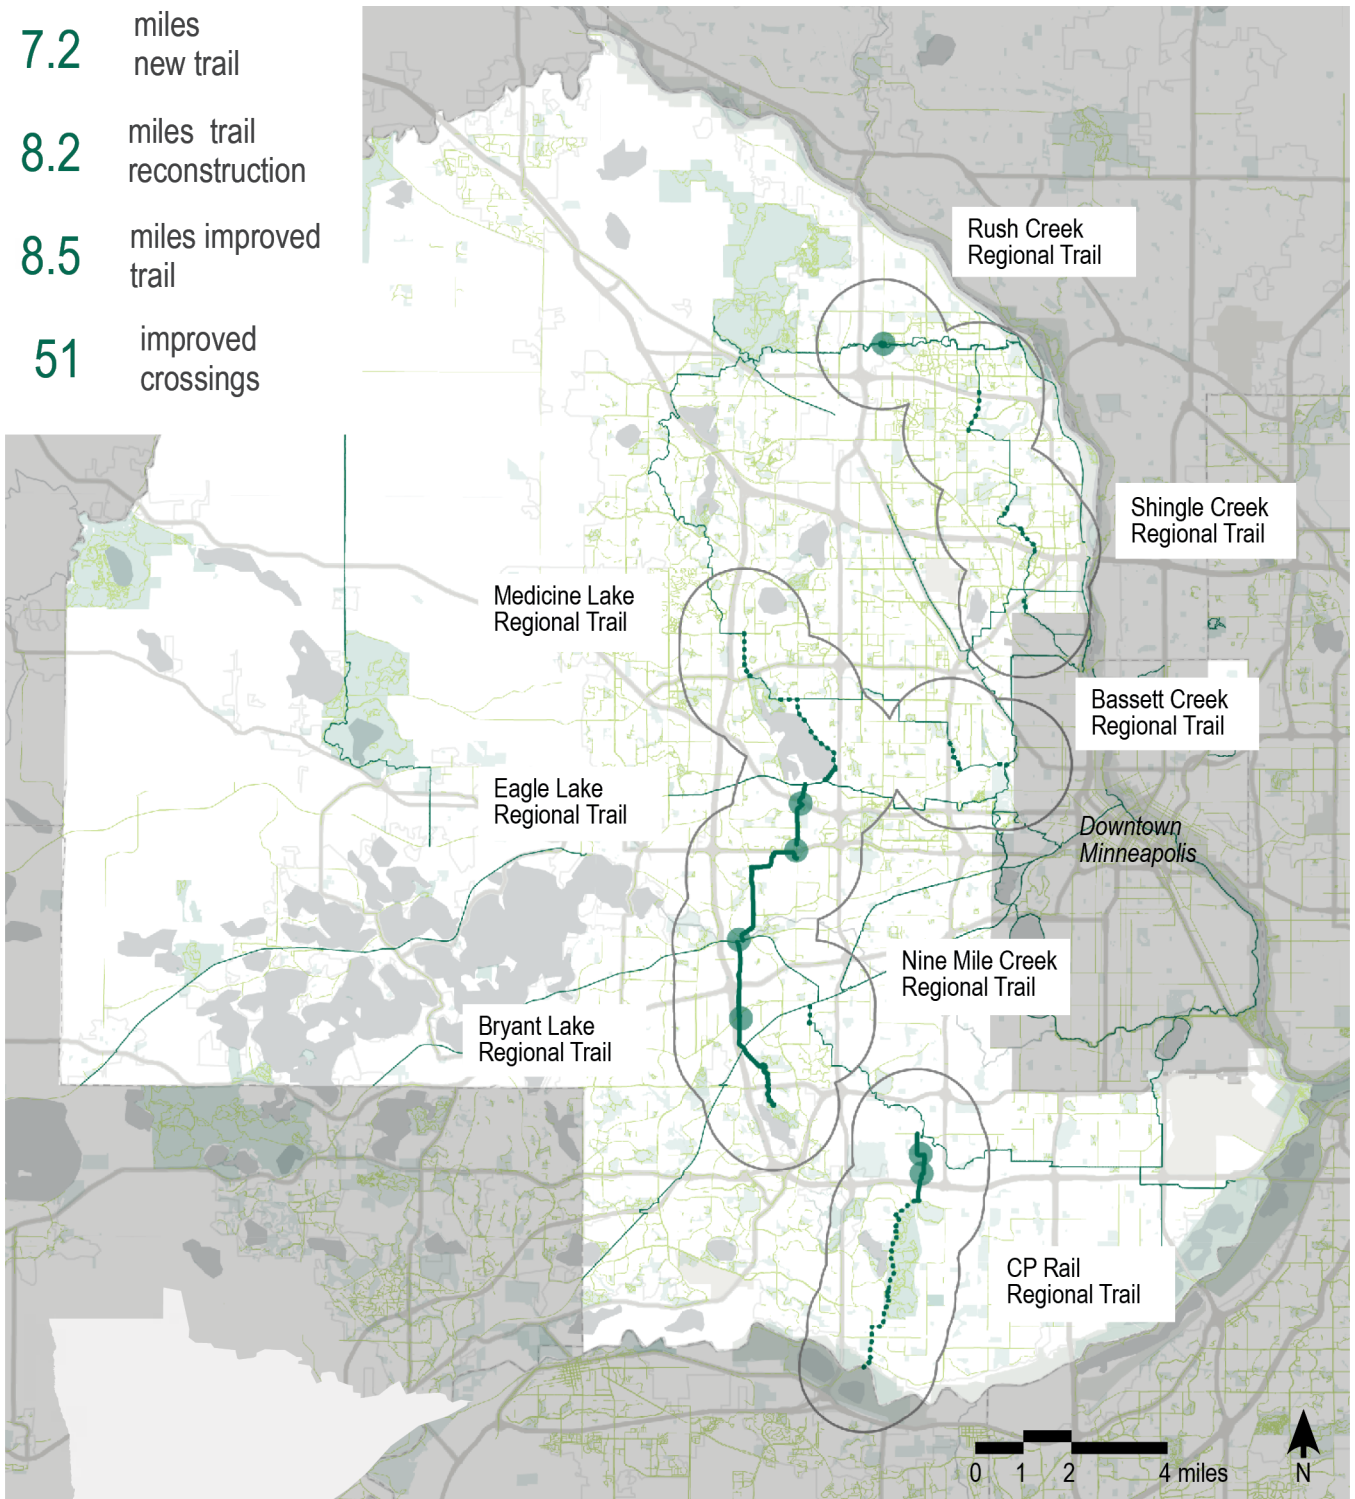 7.2 miles
new trail
8.2 miles trail
reconstruction
8.5 miles improved
trail
51 improved
crossings
Rush Creek
Regional Trail
Shingle Creek
Regional Trail
Medicine Lake
Regional Trail
Bassett Creek
Regional Trail
Eagle Lake
Regional Trail
Downtown
Minneapolis
Nine Mile Creek
Regional Trail
Bryant Lake
Regional Trail
CP Rail
Regional Trail
0 1 2 4 miles
N